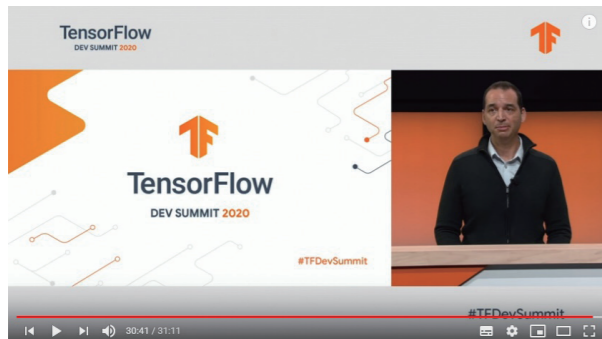 TensorFlow
DEV SUMMIT 2020
TensorFlow
DEV SUMMIT 2020
#TFDevSummit
#TFDevSummit
30:41 / 31:11